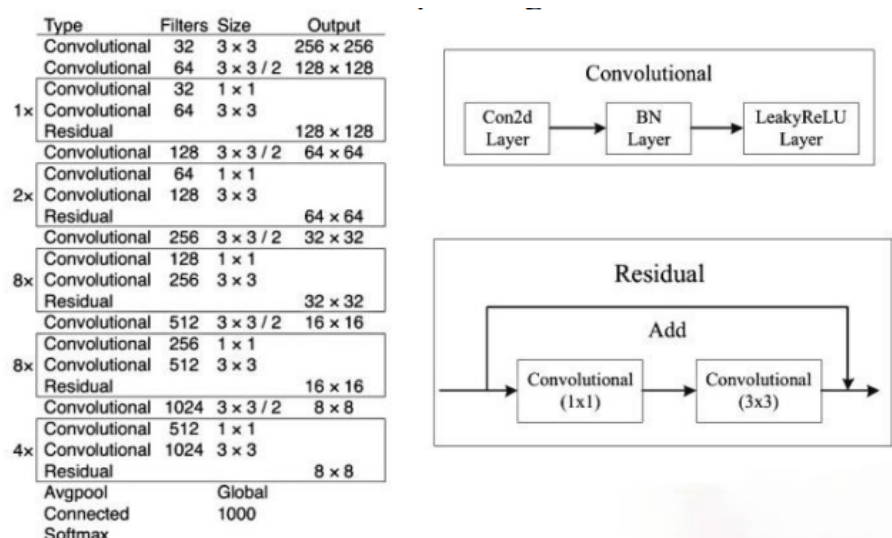 Type Filters Size Output
Convolutional 32 3 × 3 256 × 256
Convolutional 64 3 × 3 / 2 128 × 128
Convolutional 32 1 × 1
1× Convolutional 64 3 × 3
Residual 128 × 128
Convolutional 128 3 × 3 / 2 64 × 64
Convolutional 64 1 × 1
2× Convolutional 128 3 × 3
Residual 64 × 64
Convolutional 256 3 × 3 / 2 32 × 32
Convolutional 128 1 × 1
8× Convolutional 256 3 × 3
Residual 32 × 32
Convolutional 512 3 × 3 / 2 16 × 16
Convolutional 256 1 × 1
8× Convolutional 512 3 × 3
Residual 16 × 16
Convolutional 1024 3 × 3 / 2 8 × 8
Convolutional 512 1 × 1
4× Convolutional 1024 3 × 3
Residual 8 × 8
Avgpool Global
Connected 1000
Softmax
Convolutional
Con2d Layer
BN Layer
LeakyReLU Layer
Residual
Add
Convolutional (1x1)
Convolutional (3x3)